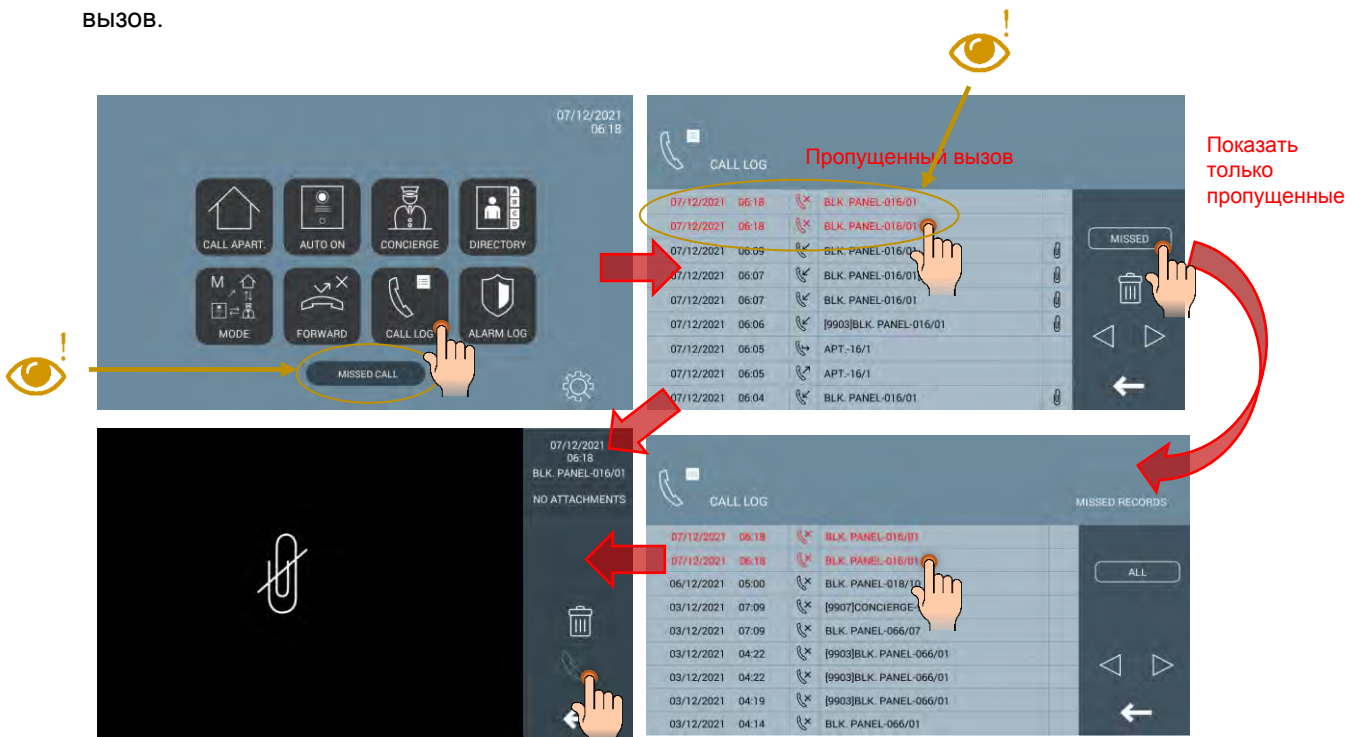 вызов.
07/12/2021
06:18
CALL APART.
AUTO ON
CONCIERGE
DIRECTORY
A
B
C
D
M
MODE
FORWARD
CALL LOG
ALARM LOG
MISSED CALL
CALL LOG
Пропущенный вызов
07/12/2021 06:18 BLK. PANEL-016/01
07/12/2021 06:18 BLK. PANEL-016/01
07/12/2021 06:09 BLK. PANEL-016/01
07/12/2021 06:07 BLK. PANEL-016/01
07/12/2021 06:07 BLK. PANEL-016/01
07/12/2021 06:06 [9903]BLK. PANEL-016/01
07/12/2021 06:05 APT.-16/1
07/12/2021 06:05 APT.-16/1
07/12/2021 06:04 BLK. PANEL-016/01
MISSED
Показать
только
пропущенные
07/12/2021
06:18
BLK. PANEL-016/01
NO ATTACHMENTS
CALL LOG
MISSED RECORDS
07/12/2021 06:18 BLK. PANEL-016/01
07/12/2021 06:18 BLK. PANEL-016/01
06/12/2021 05:00 BLK. PANEL-018/10
03/12/2021 07:09 [9907]CONCIERGE-
03/12/2021 07:09 BLK. PANEL-066/07
03/12/2021 04:22 [9903]BLK. PANEL-066/01
03/12/2021 04:22 [9903]BLK. PANEL-066/01
03/12/2021 04:19 [9903]BLK. PANEL-066/01
03/12/2021 04:14 BLK. PANEL-066/01
ALL